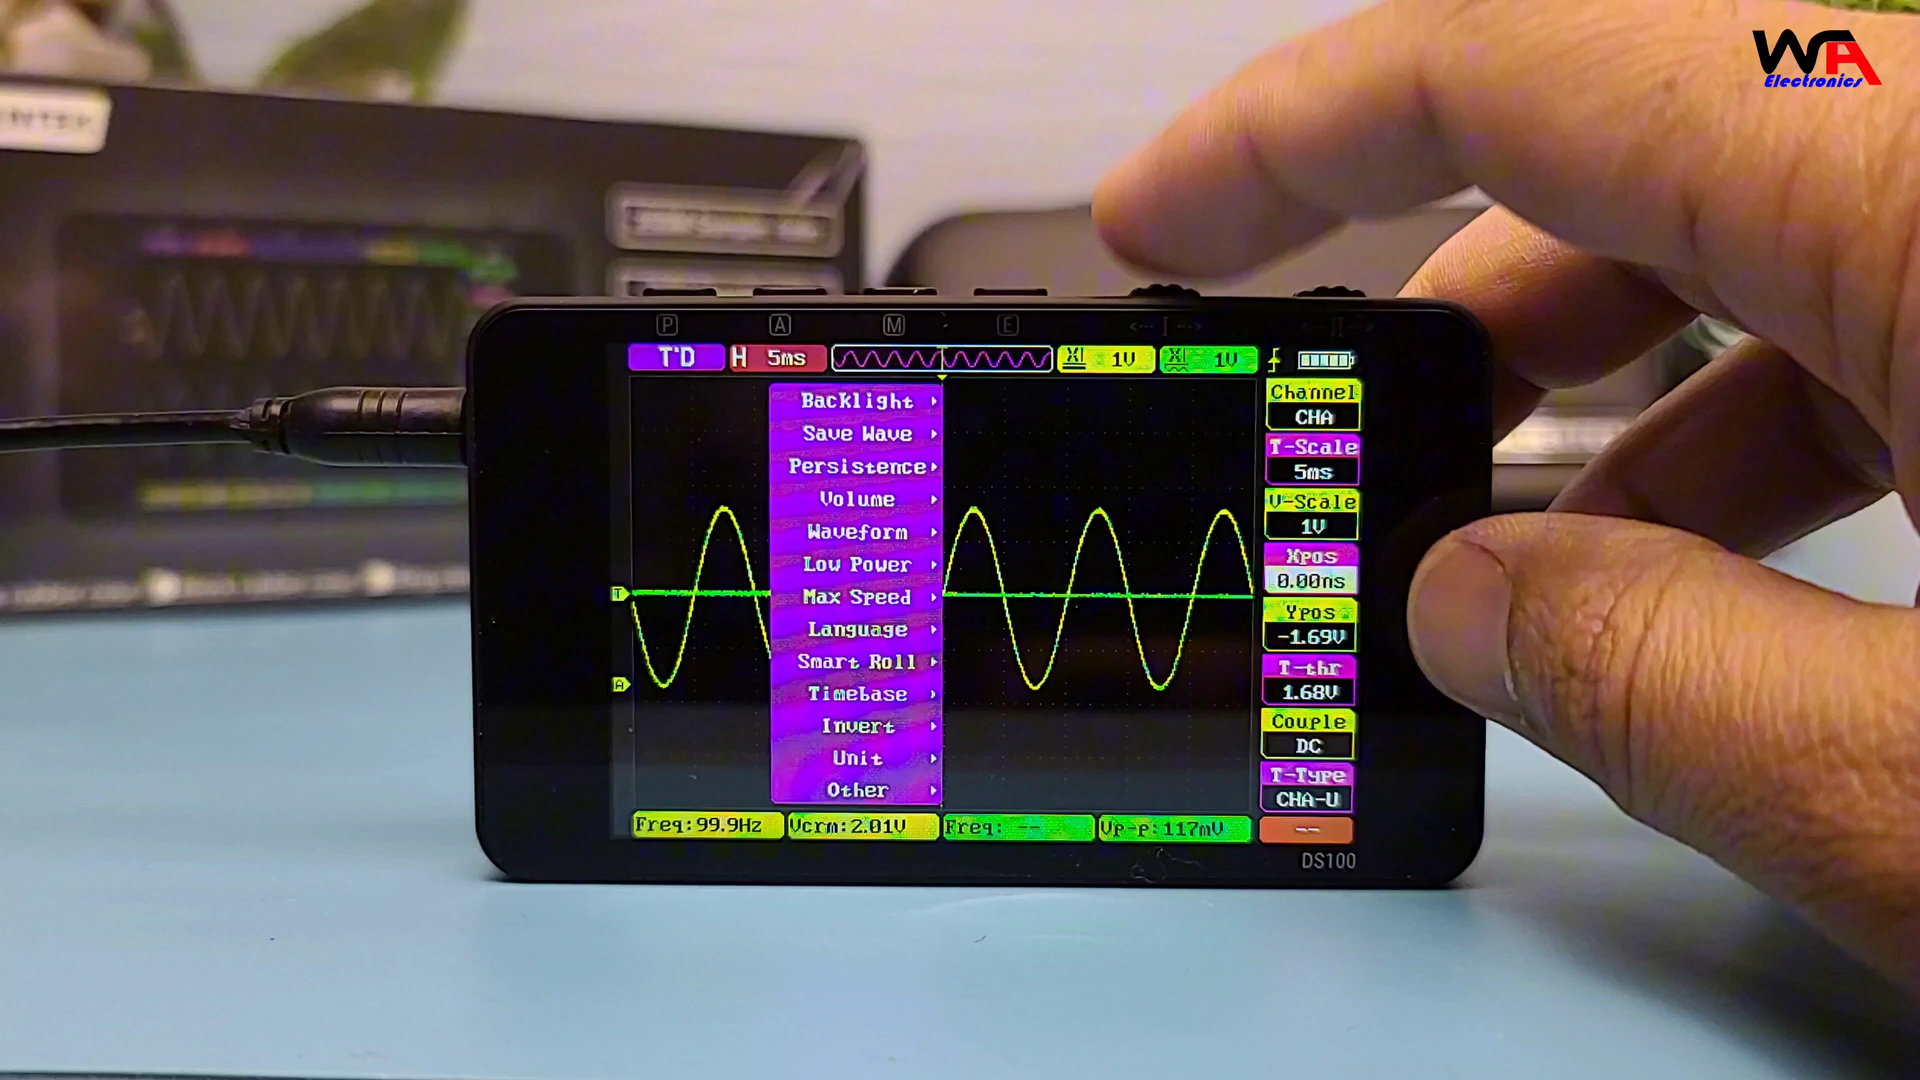 WA
Electronics
P A M E I II
T'D H 5ms X1 1V X1 1V
Backlight
Save Wave
Persistence
Volume
Waveform
Low Power
Max Speed
Language
Smart Roll
Timebase
Invert
Unit
Other
Channel
CHA
T-Scale
5ms
V-Scale
1V
Xpos
0.00ns
Ypos
-1.69V
T-thr
1.68V
Couple
DC
T-Type
CHA-U
--
T
A
Freq:99.9Hz Vcrm:2.01V Freq: -- Vp-p:117mV
DS100